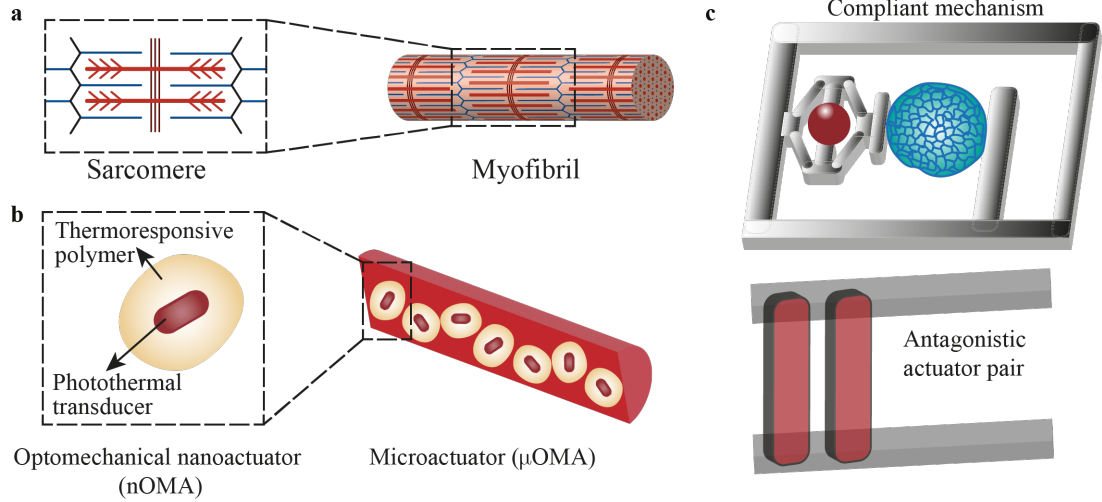 a
Sarcomere
Myofibril
b
Thermoresponsive
polymer
Photothermal
transducer
Optomechanical nanoactuator
(nOMA)
Microactuator (μOMA)
c
Compliant mechanism
Antagonistic
actuator pair